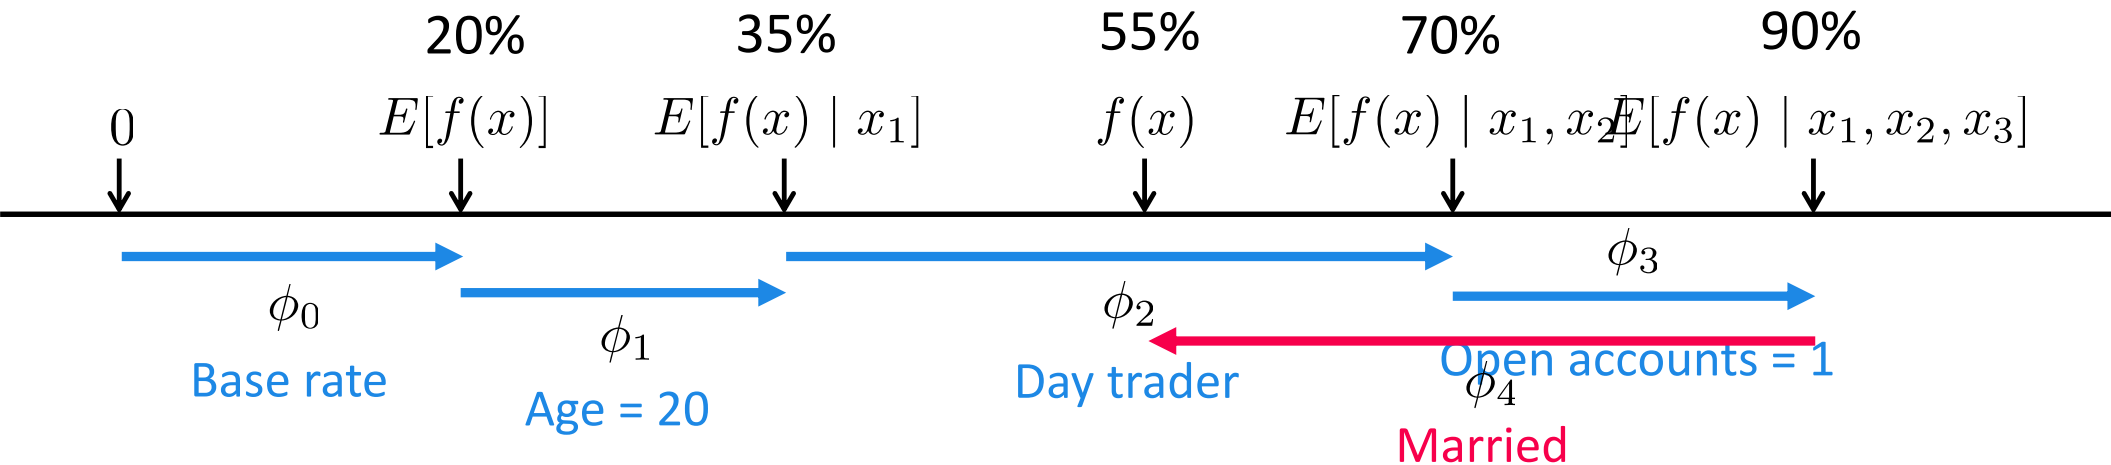 20% 35% 55% 70% 90%
0 E[f(x)] E[f(x) | x₁] f(x) E[f(x) | x₁, x₂] E[f(x) | x₁, x₂, x₃]
ϕ₀ ϕ₁ ϕ₂ ϕ₃
Base rate Age = 20 Day trader Open accounts = 1
ϕ₄
Married